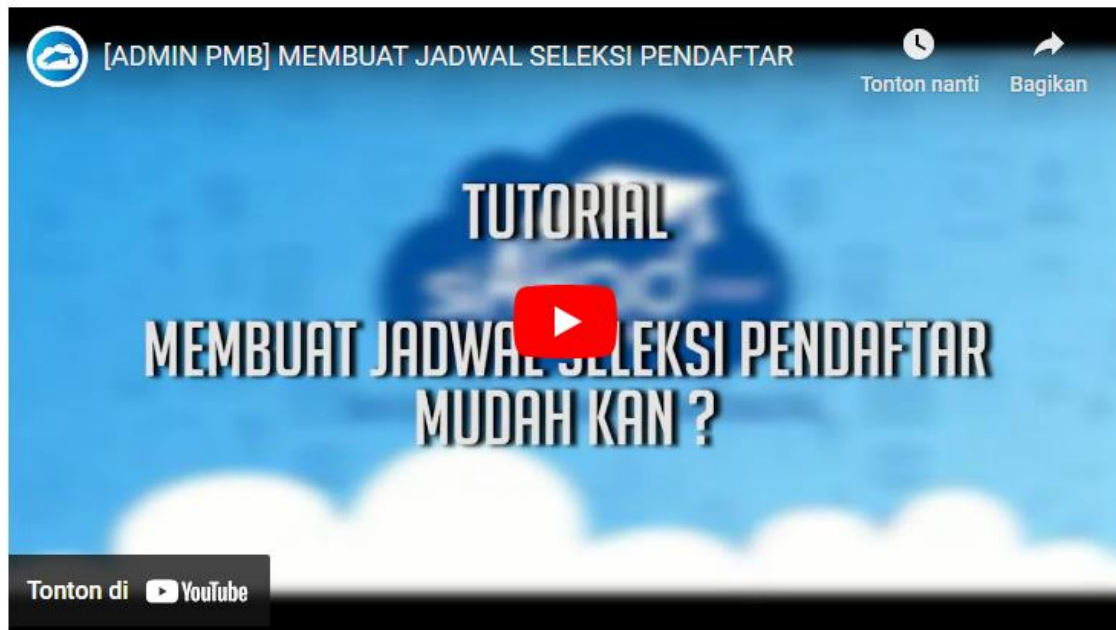 [ADMIN PMB] MEMBUAT JADWAL SELEKSI PENDAFTAR
Tonton nanti
Bagikan
TUTORIAL
MEMBUAT JADWAL SELEKSI PENDAFTAR
MUDAH KAN ?
Tonton di YouTube